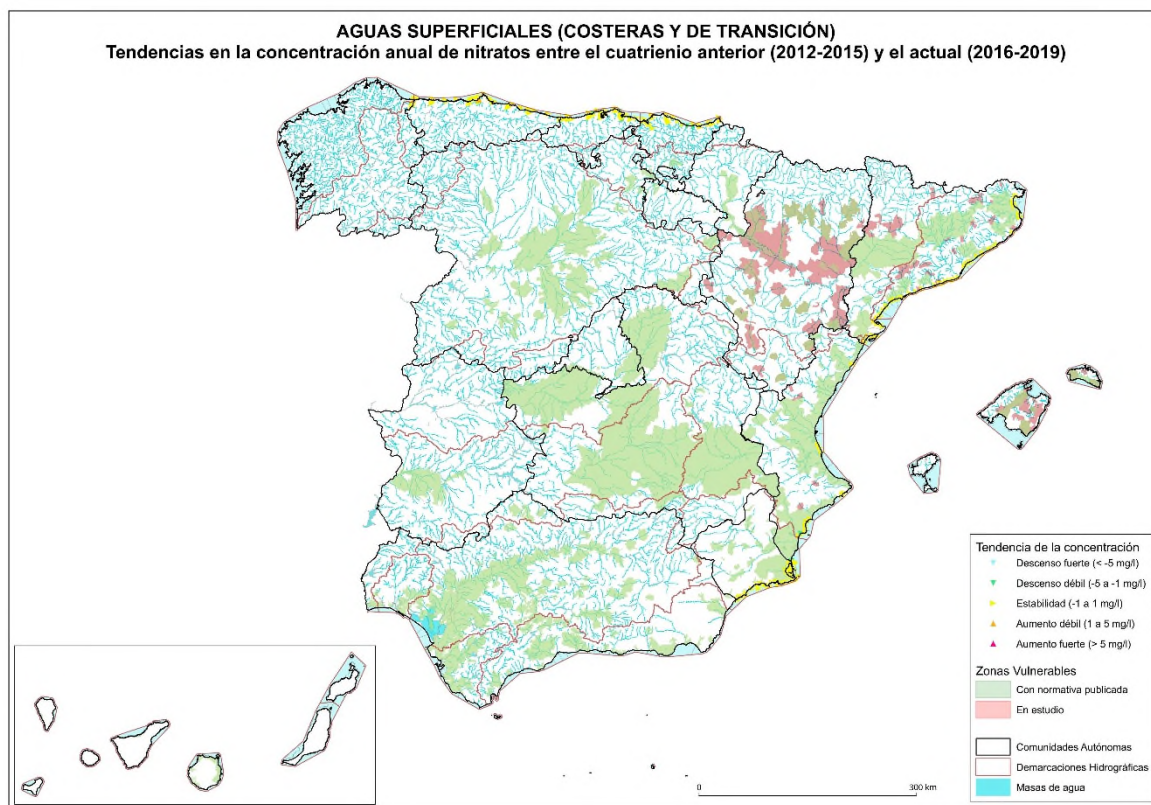 AGUAS SUPERFICIALES (COSTERAS Y DE TRANSICIÓN)
Tendencias en la concentración anual de nitratos entre el cuatrienio anterior (2012-2015) y el actual (2016-2019)
Tendencia de la concentración
Descenso fuerte (< -5 mg/l)
Descenso débil (-5 a -1 mg/l)
Estabilidad (-1 a 1 mg/l)
Aumento débil (1 a 5 mg/l)
Aumento fuerte (> 5 mg/l)
Zonas Vulnerables
Con normativa publicada
En estudio
Comunidades Autónomas
Demarcaciones Hidrográficas
Masas de agua
0 300 km